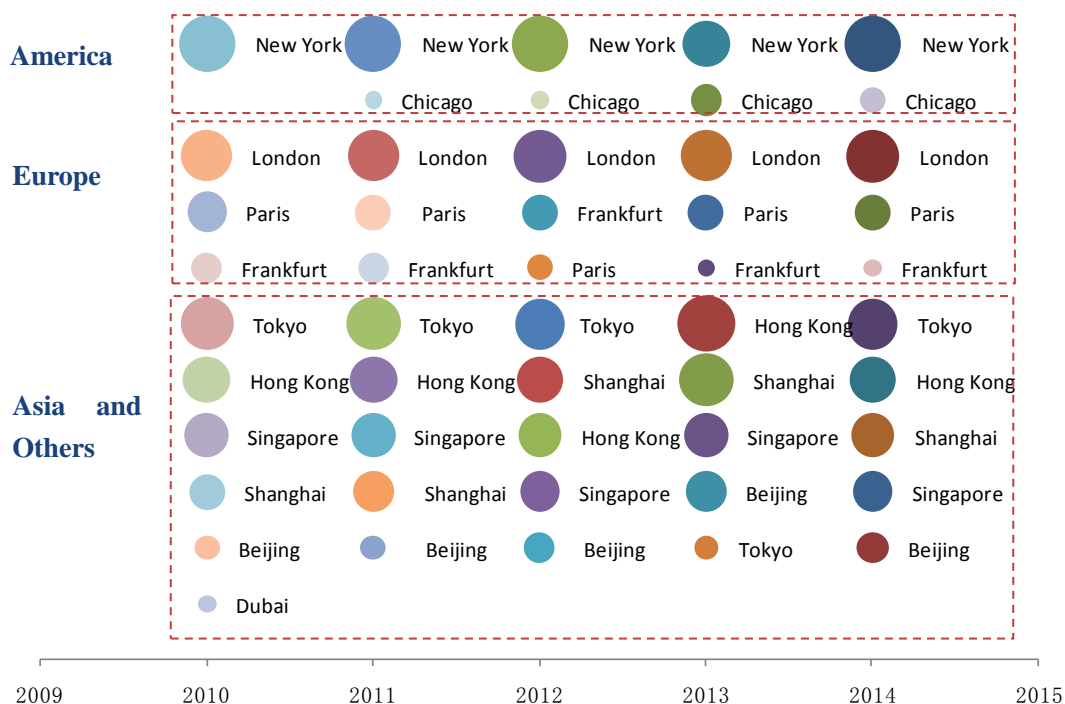 America
New York New York New York New York New York
Chicago Chicago Chicago Chicago
Europe
London London London London London
Paris Paris Frankfurt Paris Paris
Frankfurt Frankfurt Paris Frankfurt Frankfurt
Asia and
Others
Tokyo Tokyo Tokyo Hong Kong Tokyo
Hong Kong Hong Kong Shanghai Shanghai Hong Kong
Singapore Singapore Hong Kong Singapore Shanghai
Shanghai Shanghai Singapore Beijing Singapore
Beijing Beijing Beijing Tokyo Beijing
Dubai
2009 2010 2011 2012 2013 2014 2015